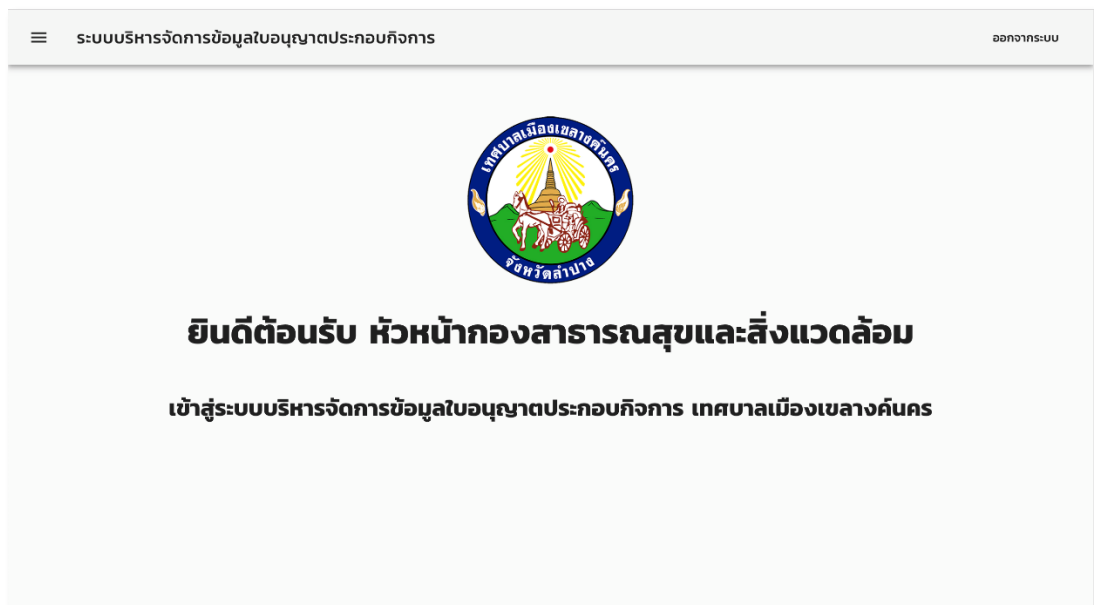 ระบบบริหารจัดการข้อมูลใบอนุญาตประกอบกิจการ
ออกจากระบบ
เทศบาลเมืองเขลางค์นคร
จังหวัดลำปาง
ยินดีต้อนรับ หัวหน้ากองสาธารณสุขและสิ่งแวดล้อม
เข้าสู่ระบบบริหารจัดการข้อมูลใบอนุญาตประกอบกิจการ เทศบาลเมืองเขลางค์นคร